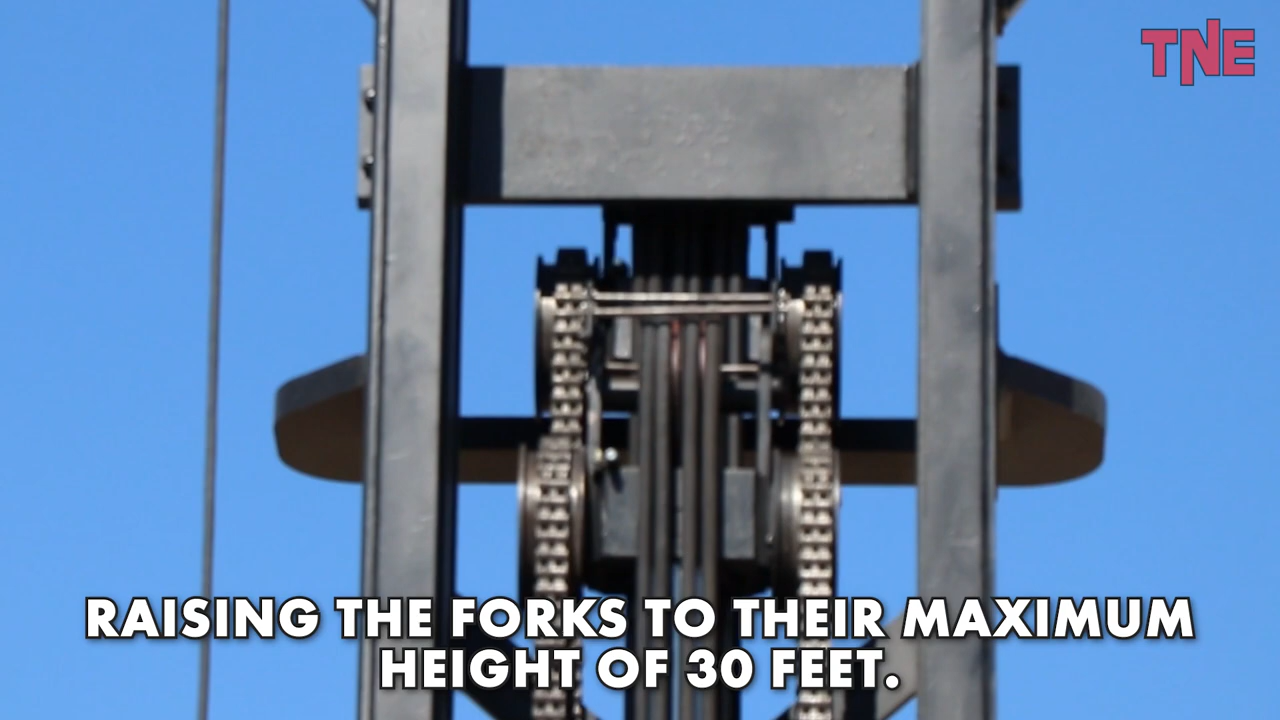 TNE
RAISING THE FORKS TO THEIR MAXIMUM
HEIGHT OF 30 FEET.